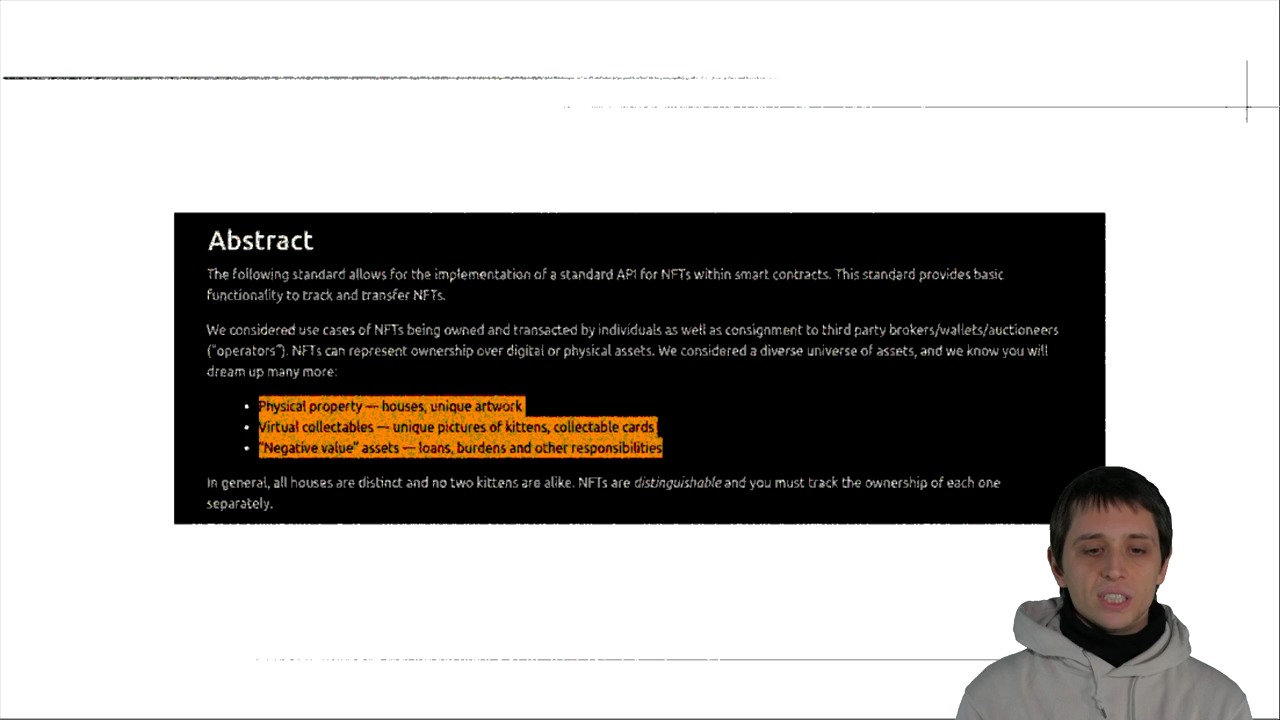 Abstract
The following standard allows for the implementation of a standard API for NFTs within smart contracts. This standard provides basic
functionality to track and transfer NFTs.
We considered use cases of NFTs being owned and transacted by individuals as well as consignment to third party brokers/wallets/auctioneers
("operators"). NFTs can represent ownership over digital or physical assets. We considered a diverse universe of assets, and we know you will
dream up many more:
• Physical property — houses, unique artwork
• Virtual collectables — unique pictures of kittens, collectable cards
• "Negative value" assets — loans, burdens and other responsibilities
In general, all houses are distinct and no two kittens are alike. NFTs are distinguishable and you must track the ownership of each one
separately.